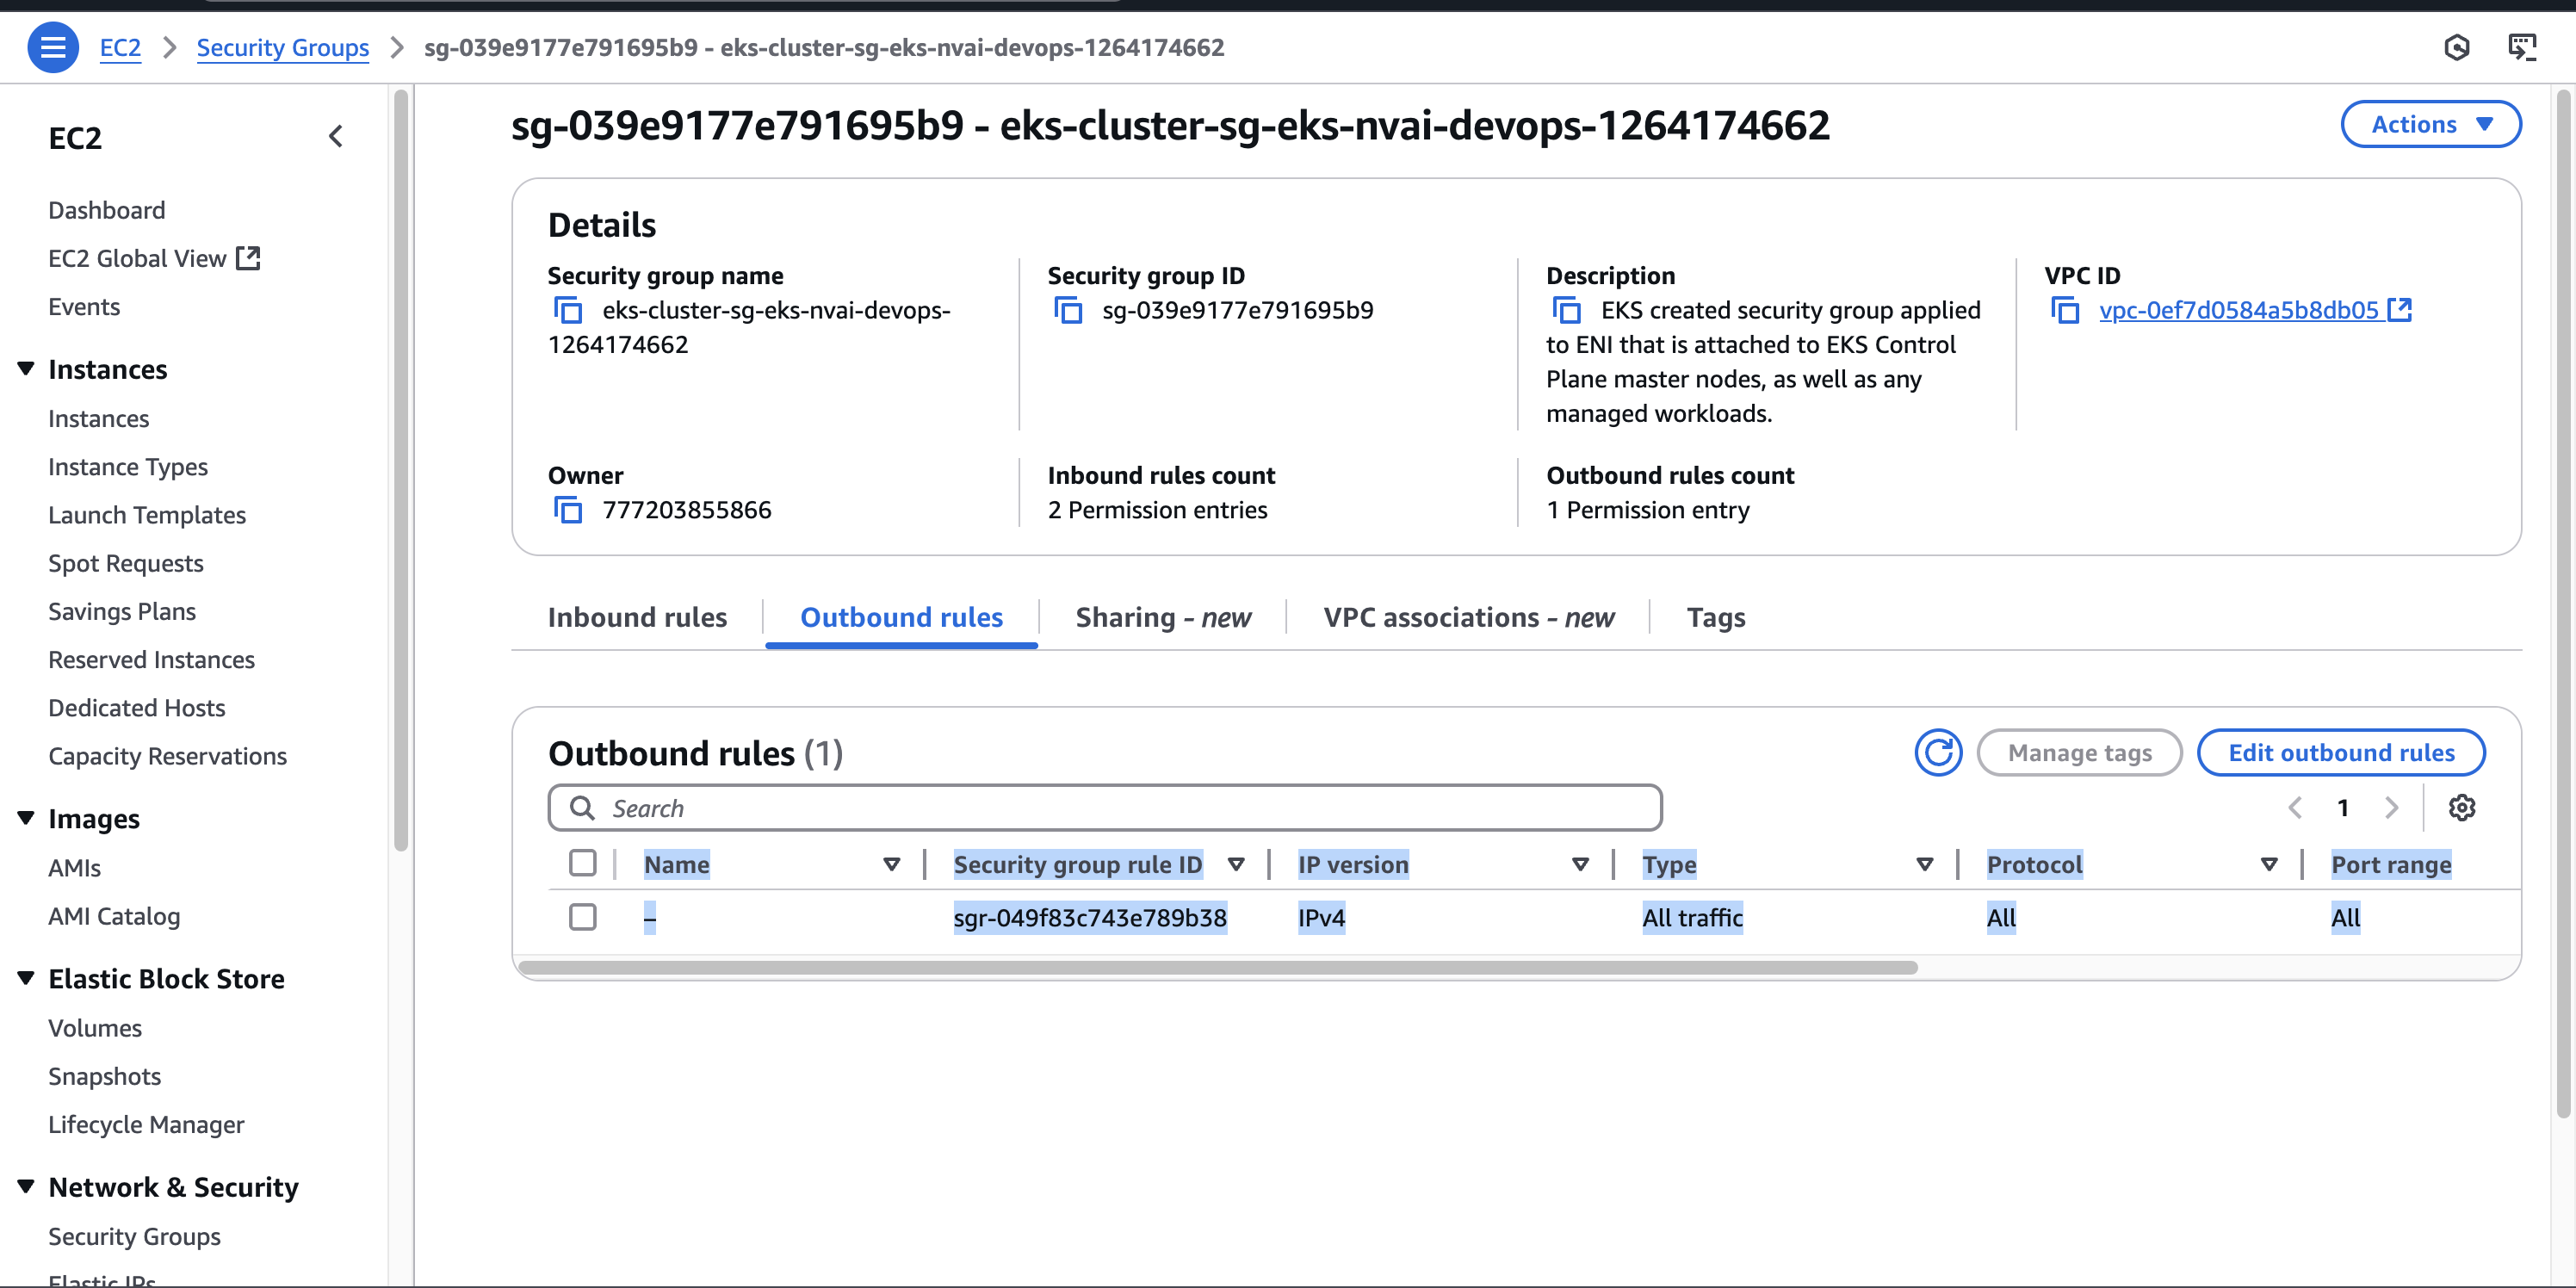 EC2 > Security Groups > sg-039e9177e791695b9 - eks-cluster-sg-eks-nvai-devops-1264174662
EC2
Dashboard
EC2 Global View
Events
Instances
Instances
Instance Types
Launch Templates
Spot Requests
Savings Plans
Reserved Instances
Dedicated Hosts
Capacity Reservations
Images
AMIs
AMI Catalog
Elastic Block Store
Volumes
Snapshots
Lifecycle Manager
Network & Security
Security Groups
Elastic IPs
sg-039e9177e791695b9 - eks-cluster-sg-eks-nvai-devops-1264174662
Actions
Details
Security group name
eks-cluster-sg-eks-nvai-devops-
1264174662
Security group ID
sg-039e9177e791695b9
Description
EKS created security group applied
to ENI that is attached to EKS Control
Plane master nodes, as well as any
managed workloads.
VPC ID
vpc-0ef7d0584a5b8db05
Owner
777203855866
Inbound rules count
2 Permission entries
Outbound rules count
1 Permission entry
Inbound rules
Outbound rules
Sharing - new
VPC associations - new
Tags
Outbound rules (1)
Manage tags
Edit outbound rules
Search
1
Name Security group rule ID IP version Type Protocol Port range
– sgr-049f83c743e789b38 IPv4 All traffic All All